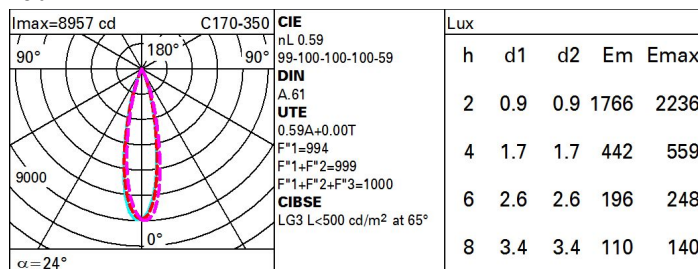 Imax=8957 cd C170-350
90° 180° 90°
9000
0°
α=24°
CIE
nL 0.59
99-100-100-100-59
DIN
A.61
UTE
0.59A+0.00T
F"1=994
F"1+F"2=999
F"1+F"2+F"3=1000
CIBSE
LG3 L<500 cd/m² at 65°
Lux
h d1 d2 Em Emax
2 0.9 0.9 1766 2236
4 1.7 1.7 442 559
6 2.6 2.6 196 248
8 3.4 3.4 110 140